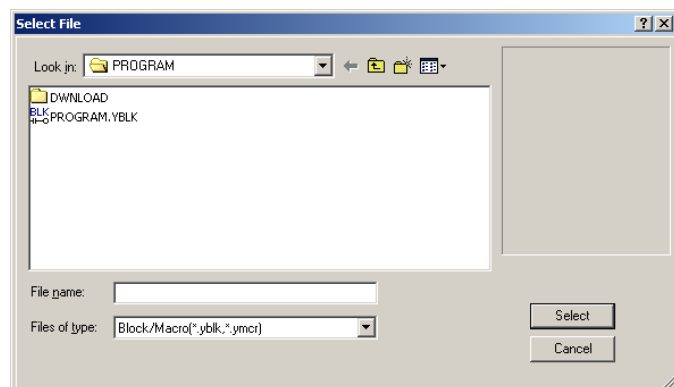 Select File
Look in: PROGRAM
DWNLOAD
BLK PROGRAM.YBLK
File name:
Files of type: Block/Macro(*.yblk,*.ymcr)
Select
Cancel